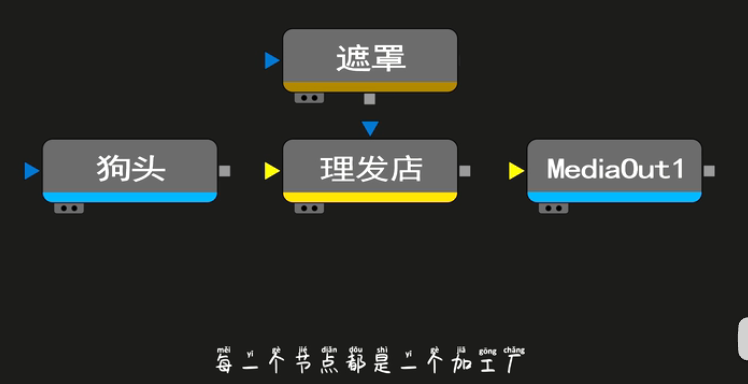 遮罩
狗头
理发店
MediaOut1
měi yí gè jié diǎn dōu shì yí gè jiā gōng chǎng
每一个节点都是一个加工厂